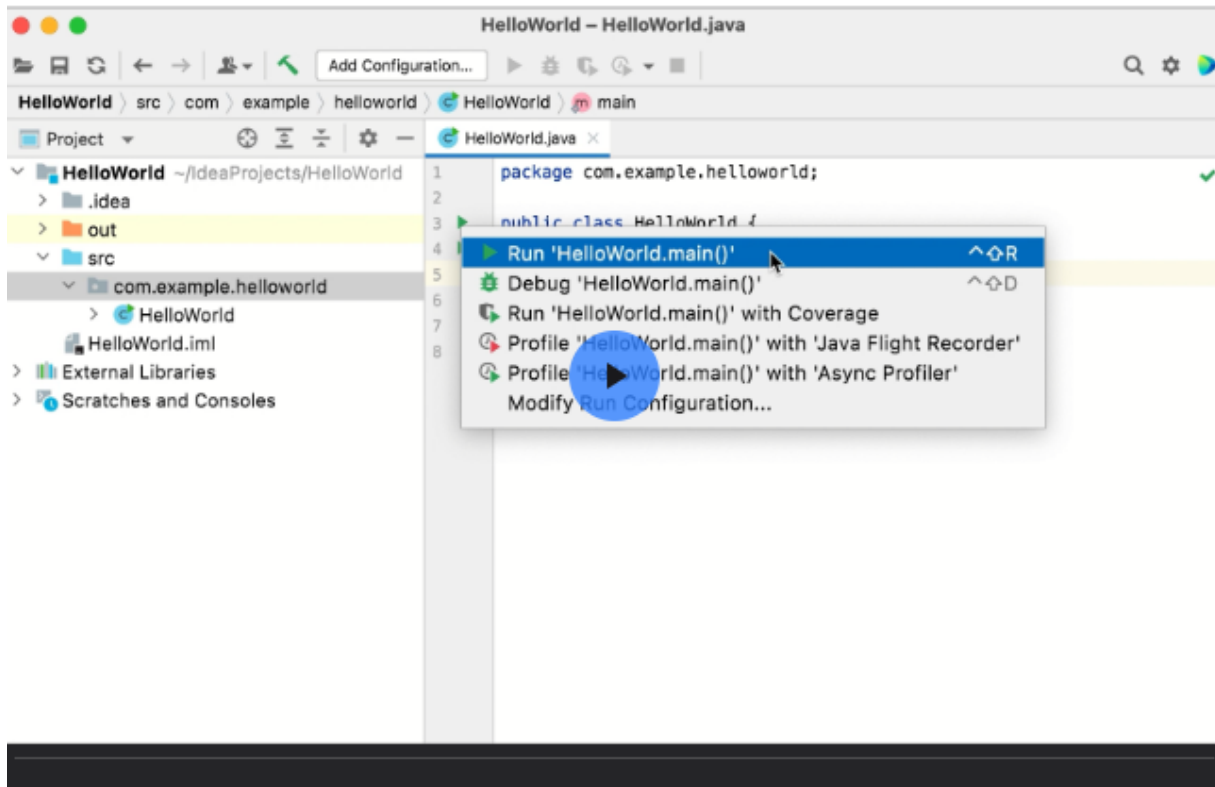 HelloWorld – HelloWorld.java
Add Configuration...
HelloWorld src com example helloworld HelloWorld main
Project
HelloWorld.java
HelloWorld ~/IdeaProjects/HelloWorld
.idea
out
src
com.example.helloworld
HelloWorld
HelloWorld.iml
External Libraries
Scratches and Consoles
1 package com.example.helloworld;
2
3 public class HelloWorld {
4
5
6
7
8
Run 'HelloWorld.main()' ^⇧R
Debug 'HelloWorld.main()' ^⇧D
Run 'HelloWorld.main()' with Coverage
Profile 'HelloWorld.main()' with 'Java Flight Recorder'
Profile 'HelloWorld.main()' with 'Async Profiler'
Modify Run Configuration...